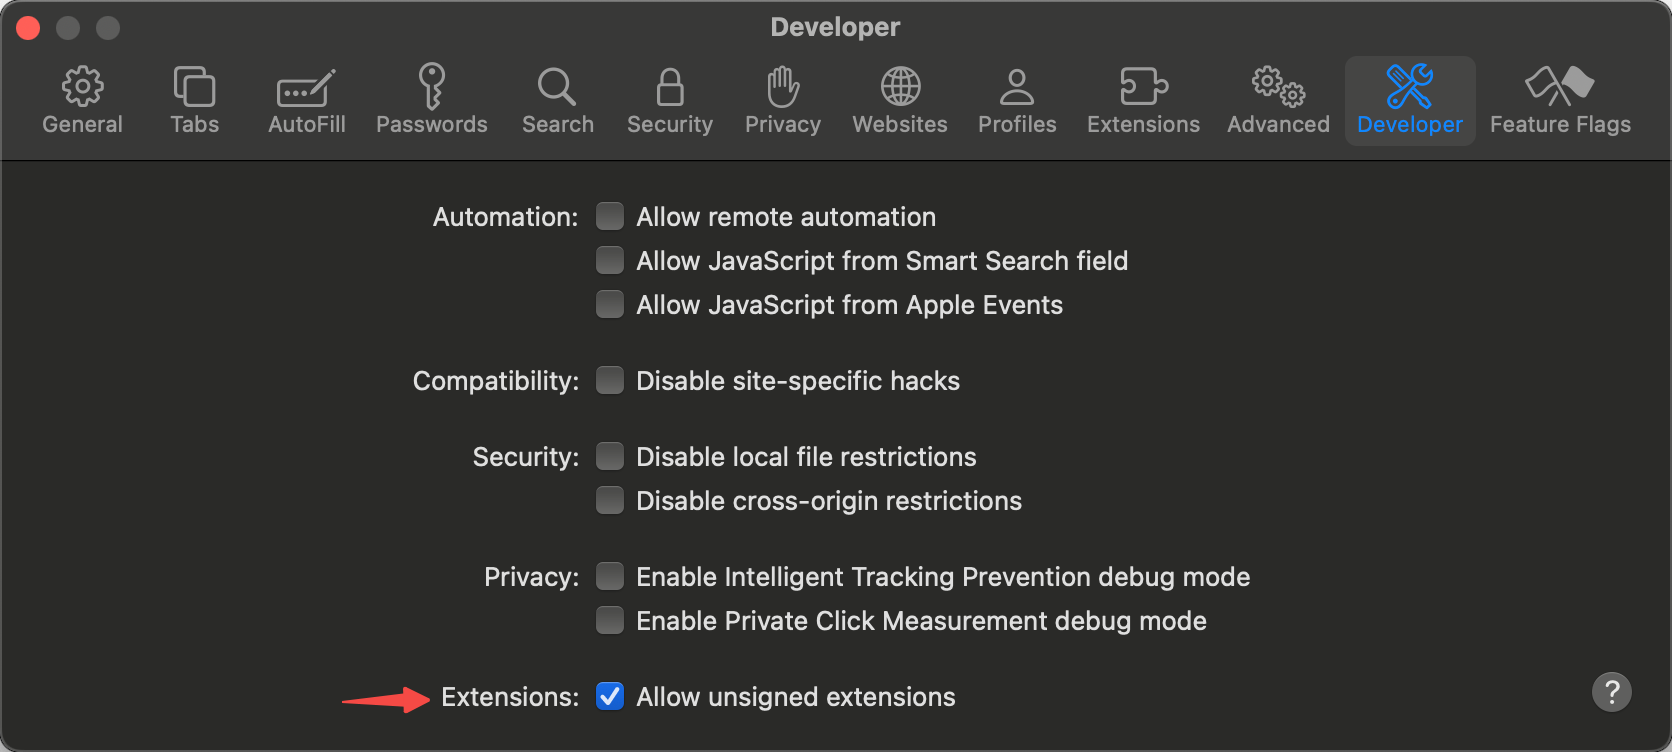 Developer
General Tabs AutoFill Passwords Search Security Privacy Websites Profiles Extensions Advanced Developer Feature Flags
Automation: Allow remote automation
Allow JavaScript from Smart Search field
Allow JavaScript from Apple Events
Compatibility: Disable site-specific hacks
Security: Disable local file restrictions
Disable cross-origin restrictions
Privacy: Enable Intelligent Tracking Prevention debug mode
Enable Private Click Measurement debug mode
Extensions: Allow unsigned extensions
?